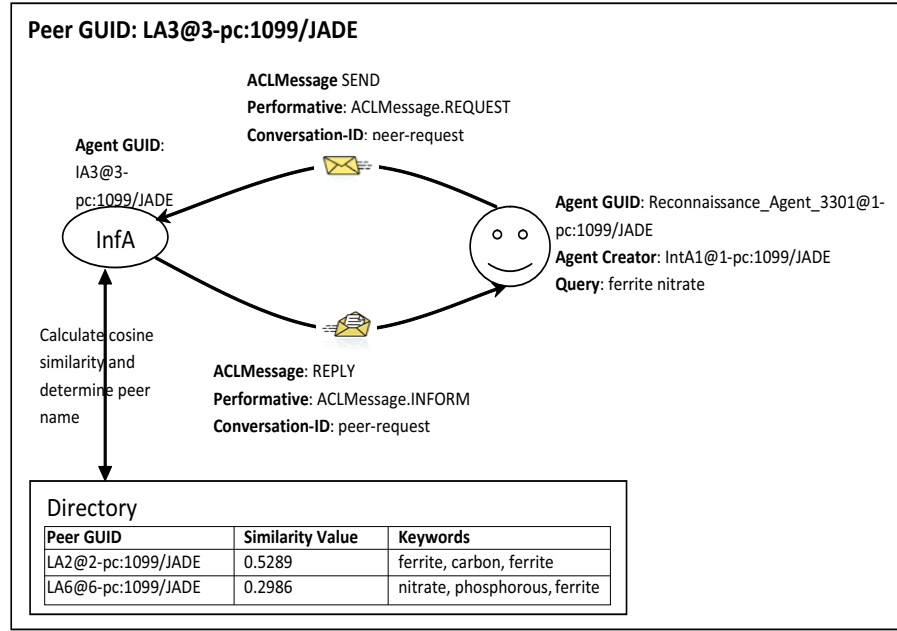 Peer GUID: LA3@3-pc:1099/JADE
ACLMessage SEND
Performative: ACLMessage.REQUEST
Conversation-ID: peer-request
Agent GUID:
IA3@3-
pc:1099/JADE
InfA
Agent GUID: Reconnaissance_Agent_3301@1-
pc:1099/JADE
Agent Creator: IntA1@1-pc:1099/JADE
Query: ferrite nitrate
Calculate cosine
similarity and
determine peer
name
ACLMessage: REPLY
Performative: ACLMessage.INFORM
Conversation-ID: peer-request
Directory
Peer GUID Similarity Value Keywords
LA2@2-pc:1099/JADE 0.5289 ferrite, carbon, ferrite
LA6@6-pc:1099/JADE 0.2986 nitrate, phosphorous, ferrite